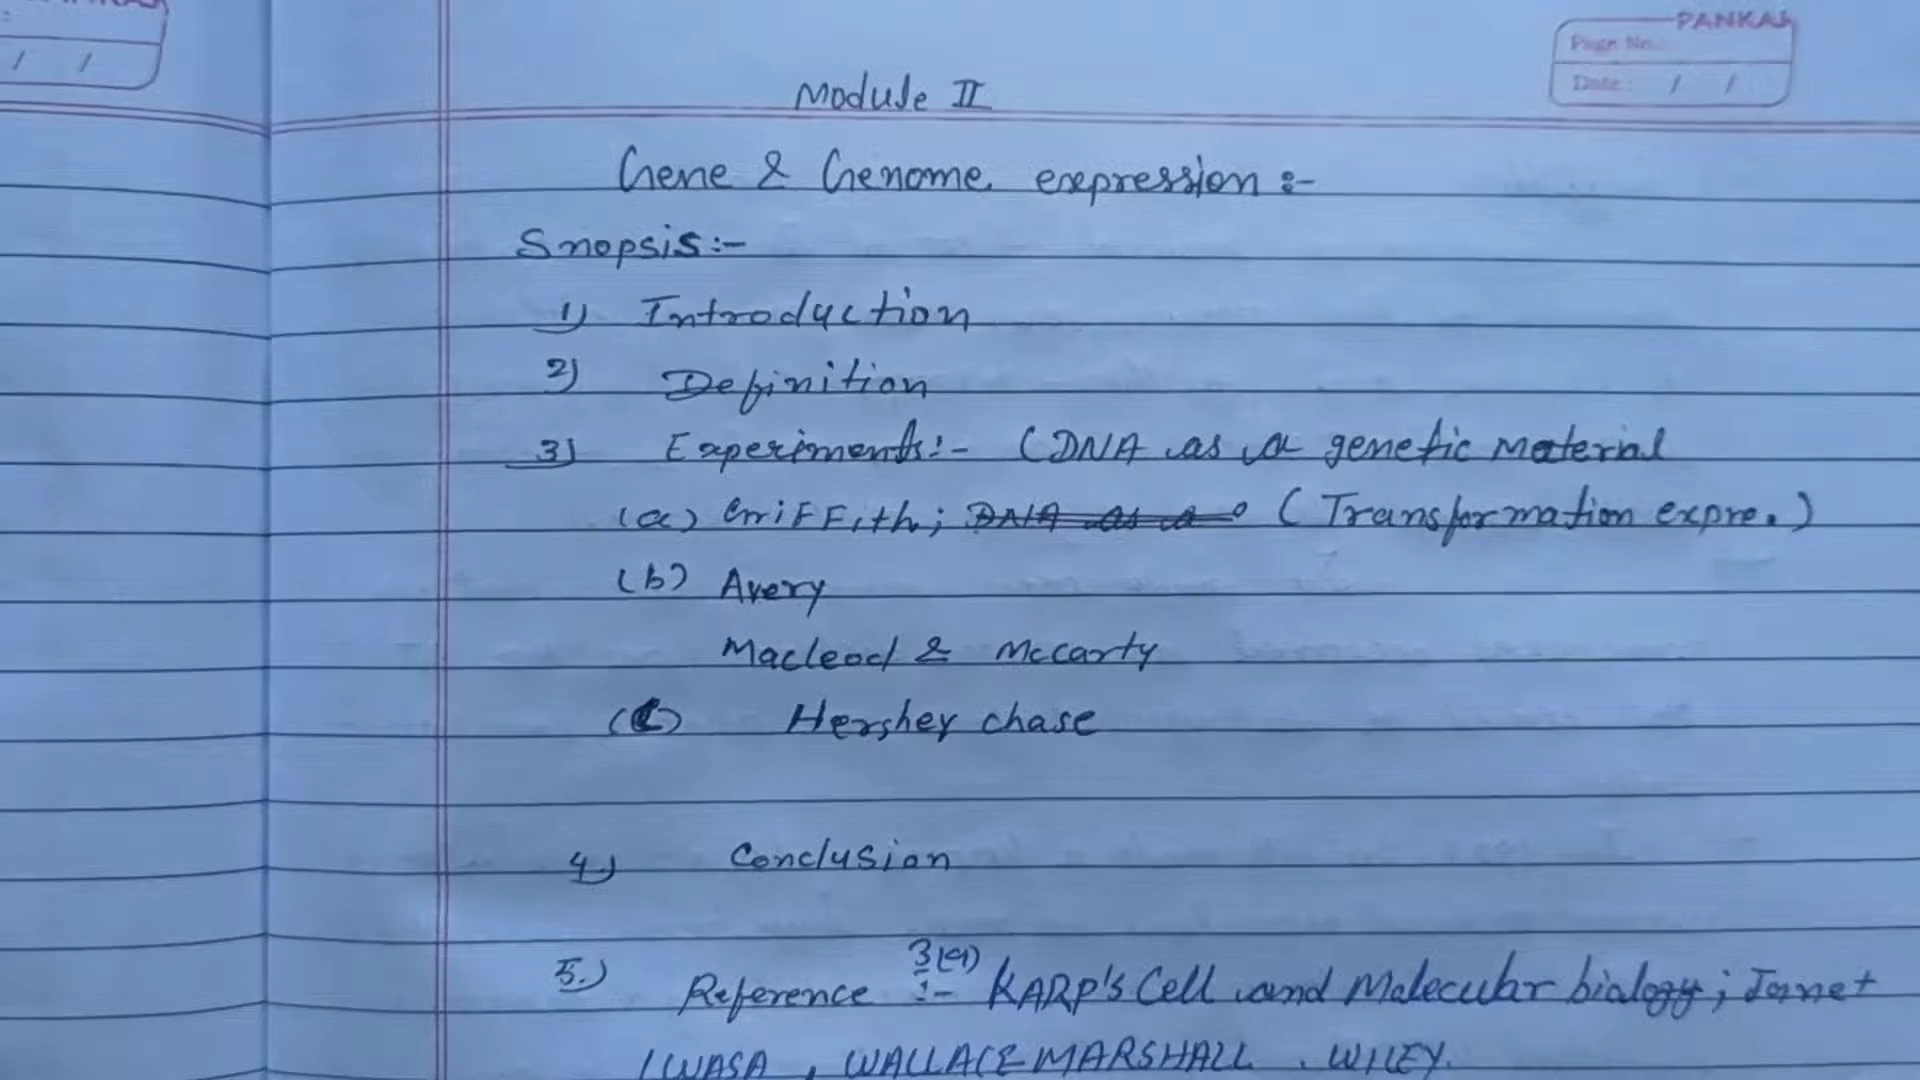 PANKAJ
Page No.:
Date: / /
/ /
Module II
Gene & Genome expression :-
Snopsis:-
1) Introduction
2) Definition
3) Experiments:- (DNA as a genetic Material
(a) GriFFith; DNA as a (Transformation expre.)
(b) Avery
Macleod & Mccarty
(C) Hershey chase
4.) Conclusion
3(a)
5.) Reference :- KARP's Cell and Molecular biology; Janet
IWASA, WALLACE MARSHALL. WILEY.